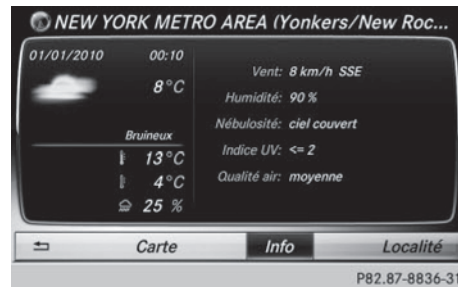 NEW YORK METRO AREA (Yonkers/New Roc...
01/01/2010 00:10
8°C
Bruineux
13°C
4°C
25 %
Vent: 8 km/h SSE
Humidité: 90 %
Nébulosité: ciel couvert
Indice UV: <= 2
Qualité air: moyenne
Carte Info Localité
P82.87-8836-31